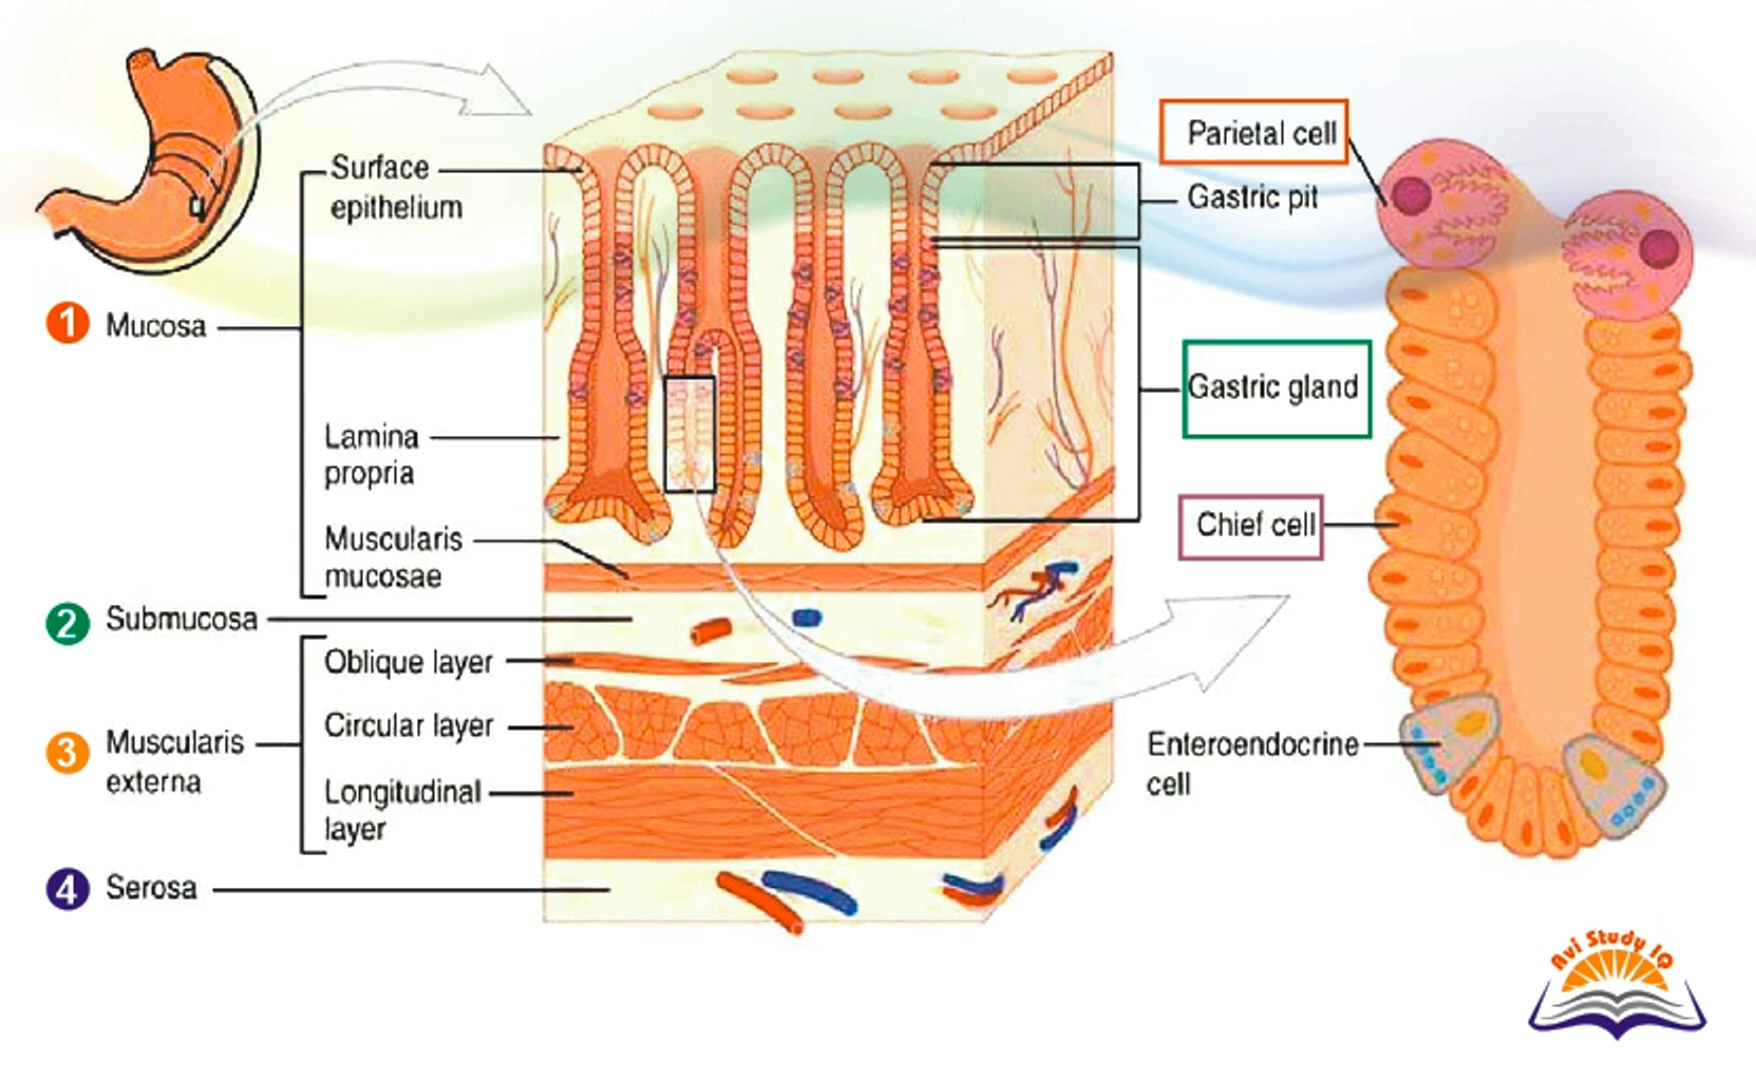 Surface
epithelium
1 Mucosa
Lamina
propria
Muscularis
mucosae
2 Submucosa
Oblique layer
Circular layer
3 Muscularis
externa
Longitudinal
layer
4 Serosa
Parietal cell
Gastric pit
Gastric gland
Chief cell
Enteroendocrine
cell
Avi Study IQ